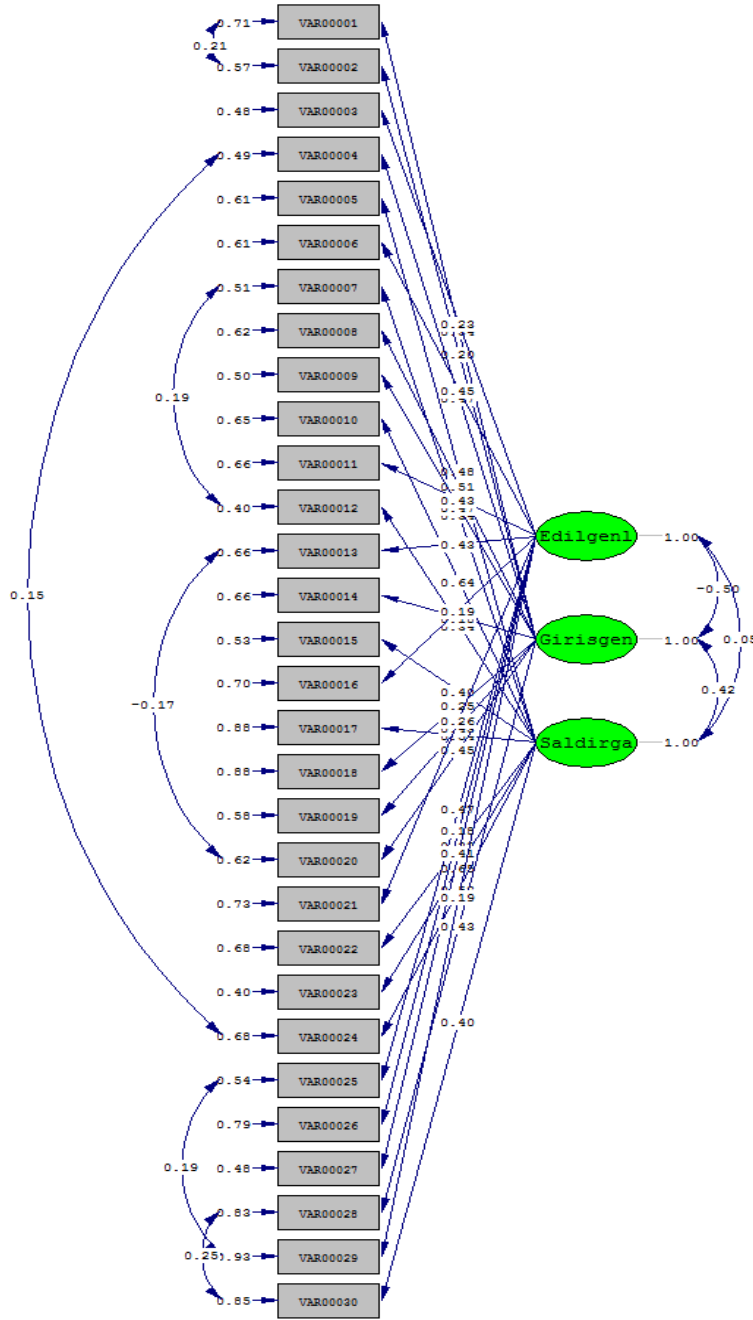 0.71 VAR00001
0.21
0.57 VAR00002
0.48 VAR00003
0.49 VAR00004
0.61 VAR00005
0.61 VAR00006
0.51 VAR00007
0.23
0.62 VAR00008
0.20
0.50 VAR00009
0.45
0.19
0.65 VAR00010
0.66 VAR00011
0.48
0.51
0.43
0.40 VAR00012
Edilgenl 1.00
0.66 VAR00013
0.43
0.64
-0.50
0.15
0.66 VAR00014
0.19
0.53 VAR00015
Girisgen 1.00
0.05
0.70 VAR00016
0.40
0.42
-0.17
0.26
0.88 VAR00017
Saldirga 1.00
0.45
0.88 VAR00018
0.58 VAR00019
0.47
0.18
0.41
0.62 VAR00020
0.73 VAR00021
0.19
0.43
0.68 VAR00022
0.40 VAR00023
0.40
0.68 VAR00024
0.54 VAR00025
0.79 VAR00026
0.19
0.48 VAR00027
0.83 VAR00028
0.25
0.93 VAR00029
0.85 VAR00030